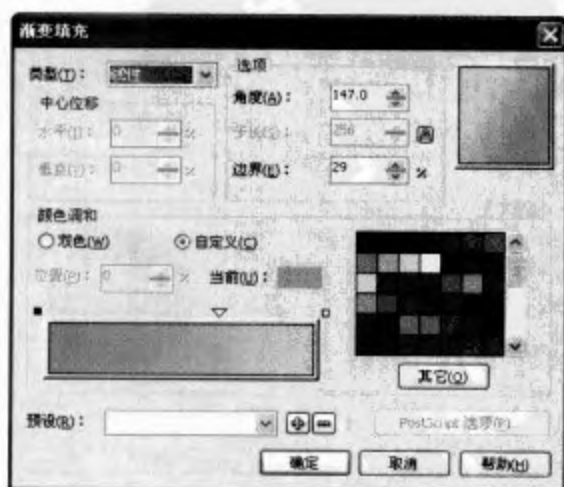 渐变填充
类型(T)： 线性
选项
中心位移
角度(A)： 147.0
水平(I)： 0 %
步长(S)： 256
垂直(V)： 0 %
边界(E)： 29 %
颜色调和
双色(W)
自定义(C)
位置(P)： 0 %
当前(U)：
其它(O)
预设(R)：
PostScript 选项(P)...
确定
取消
帮助(H)